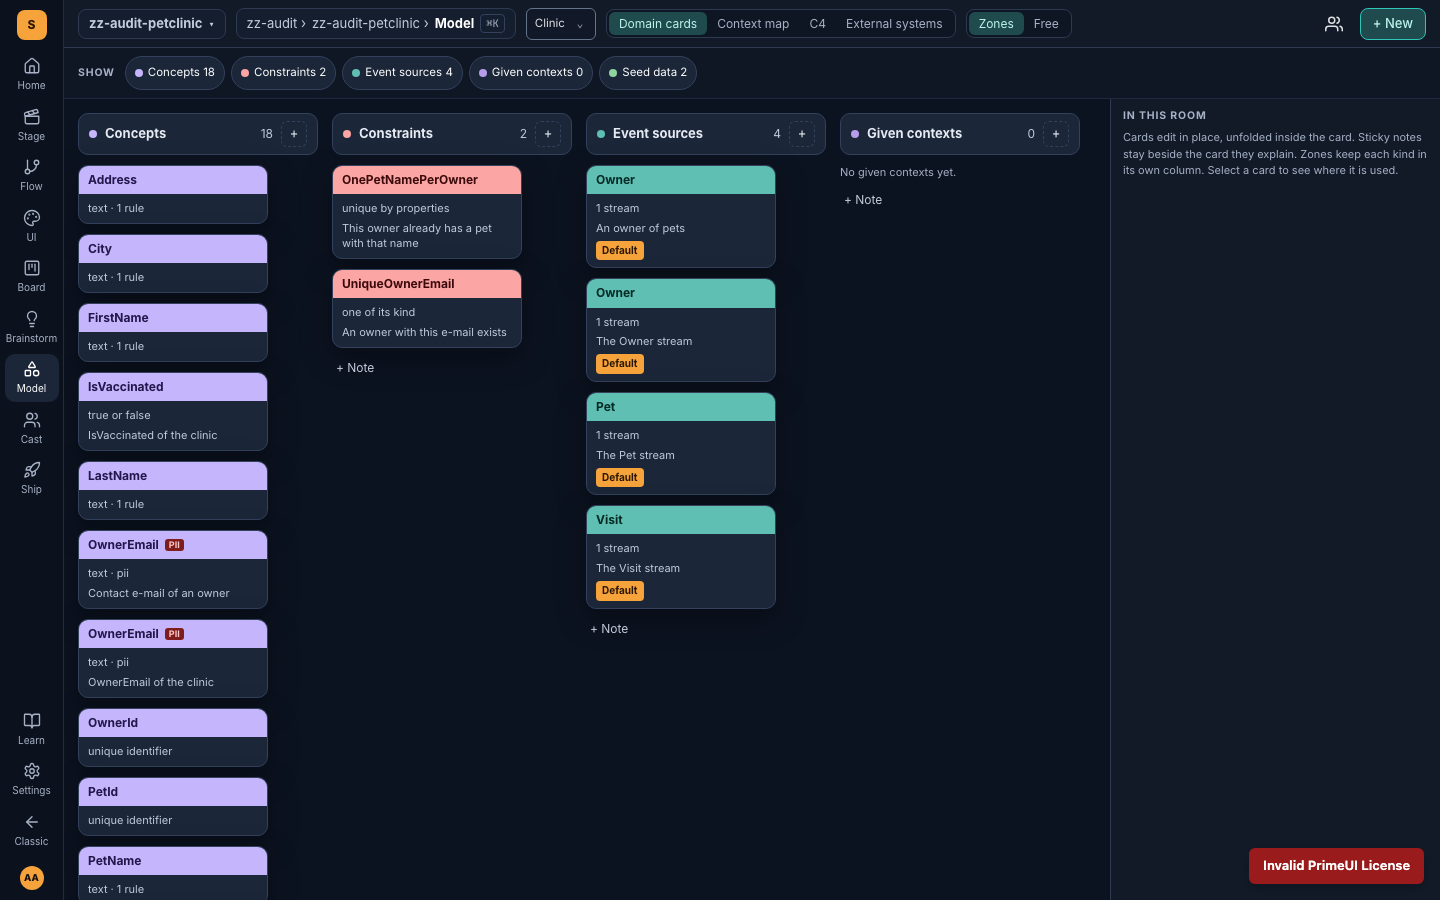 S
zz-audit-petclinic
zz-audit › zz-audit-petclinic › Model ⌘K
Clinic
Domain cards Context map C4 External systems
Zones Free
+ New
Home
Stage
Flow
UI
Board
Brainstorm
Model
Cast
Ship
Learn
Settings
Classic
AA
SHOW
Concepts 18
Constraints 2
Event sources 4
Given contexts 0
Seed data 2
Concepts 18 +
Address
text · 1 rule
City
text · 1 rule
FirstName
text · 1 rule
IsVaccinated
true or false
IsVaccinated of the clinic
LastName
text · 1 rule
OwnerEmail PII
text · pii
Contact e-mail of an owner
OwnerEmail PII
text · pii
OwnerEmail of the clinic
OwnerId
unique identifier
PetId
unique identifier
PetName
text · 1 rule
Constraints 2 +
OnePetNamePerOwner
unique by properties
This owner already has a pet
with that name
UniqueOwnerEmail
one of its kind
An owner with this e-mail exists
+ Note
Event sources 4 +
Owner
1 stream
An owner of pets
Default
Owner
1 stream
The Owner stream
Default
Pet
1 stream
The Pet stream
Default
Visit
1 stream
The Visit stream
Default
+ Note
Given contexts 0 +
No given contexts yet.
+ Note
IN THIS ROOM
Cards edit in place, unfolded inside the card. Sticky notes
stay beside the card they explain. Zones keep each kind in
its own column. Select a card to see where it is used.
Invalid PrimeUI License